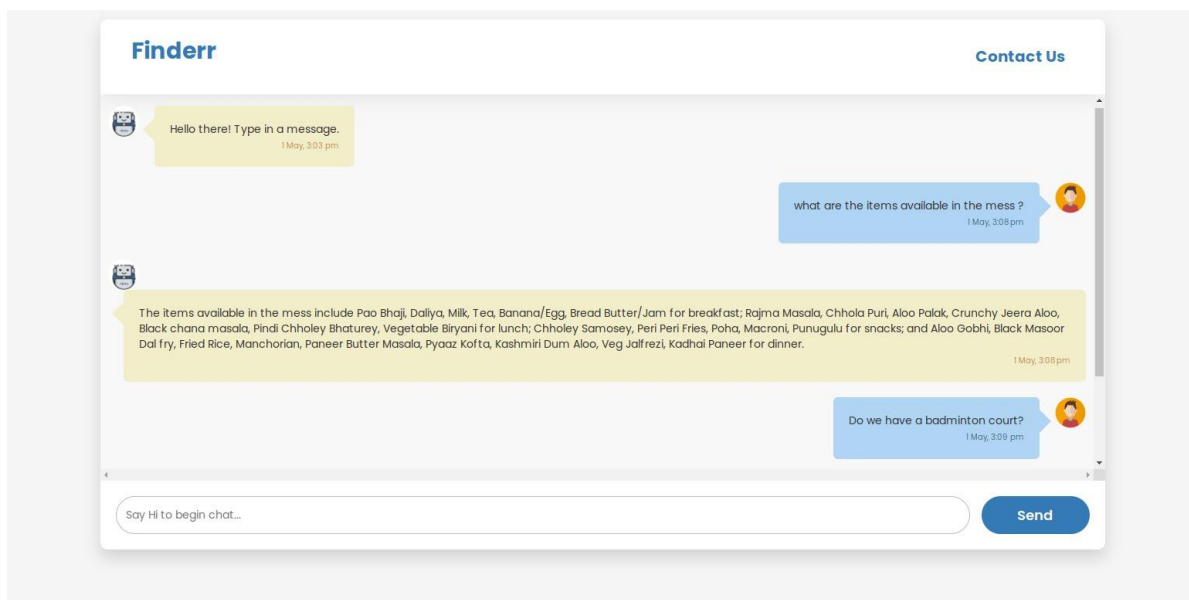 Finderr
Contact Us
Hello there! Type in a message.
1 May, 3:03 pm
what are the items available in the mess ?
1 May, 3:08 pm
The items available in the mess include Pao Bhaji, Daliya, Milk, Tea, Banana/Egg, Bread Butter/Jam for breakfast; Rajma Masala, Chhola Puri, Aloo Palak, Crunchy Jeera Aloo,
Black chana masala, Pindi Chholey Bhaturey, Vegetable Biryani for lunch; Chholey Samosey, Peri Peri Fries, Poha, Macroni, Punugulu for snacks; and Aloo Gobhi, Black Masoor
Dal fry, Fried Rice, Manchorian, Paneer Butter Masala, Pyaaz Kofta, Kashmiri Dum Aloo, Veg Jalfrezi, Kadhai Paneer for dinner.
1 May, 3:08 pm
Do we have a badminton court?
1 May, 3:09 pm
Say Hi to begin chat...
Send